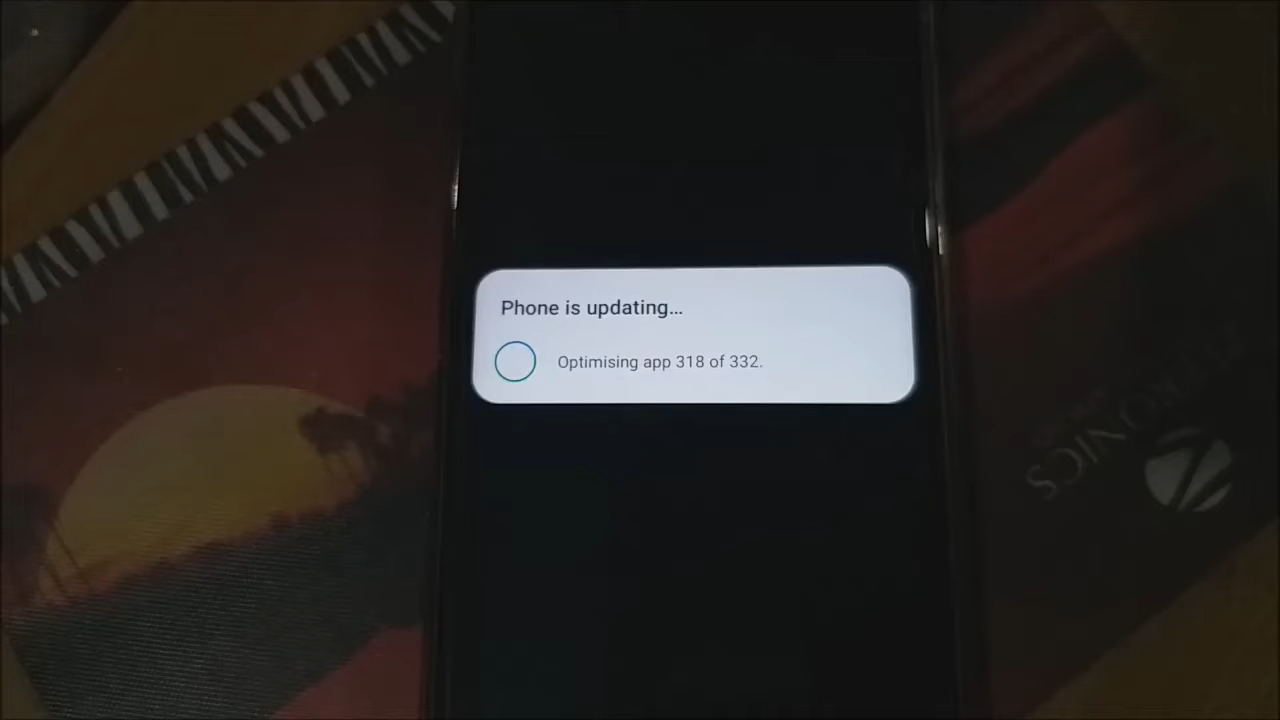 Phone is updating...
Optimising app 318 of 332.